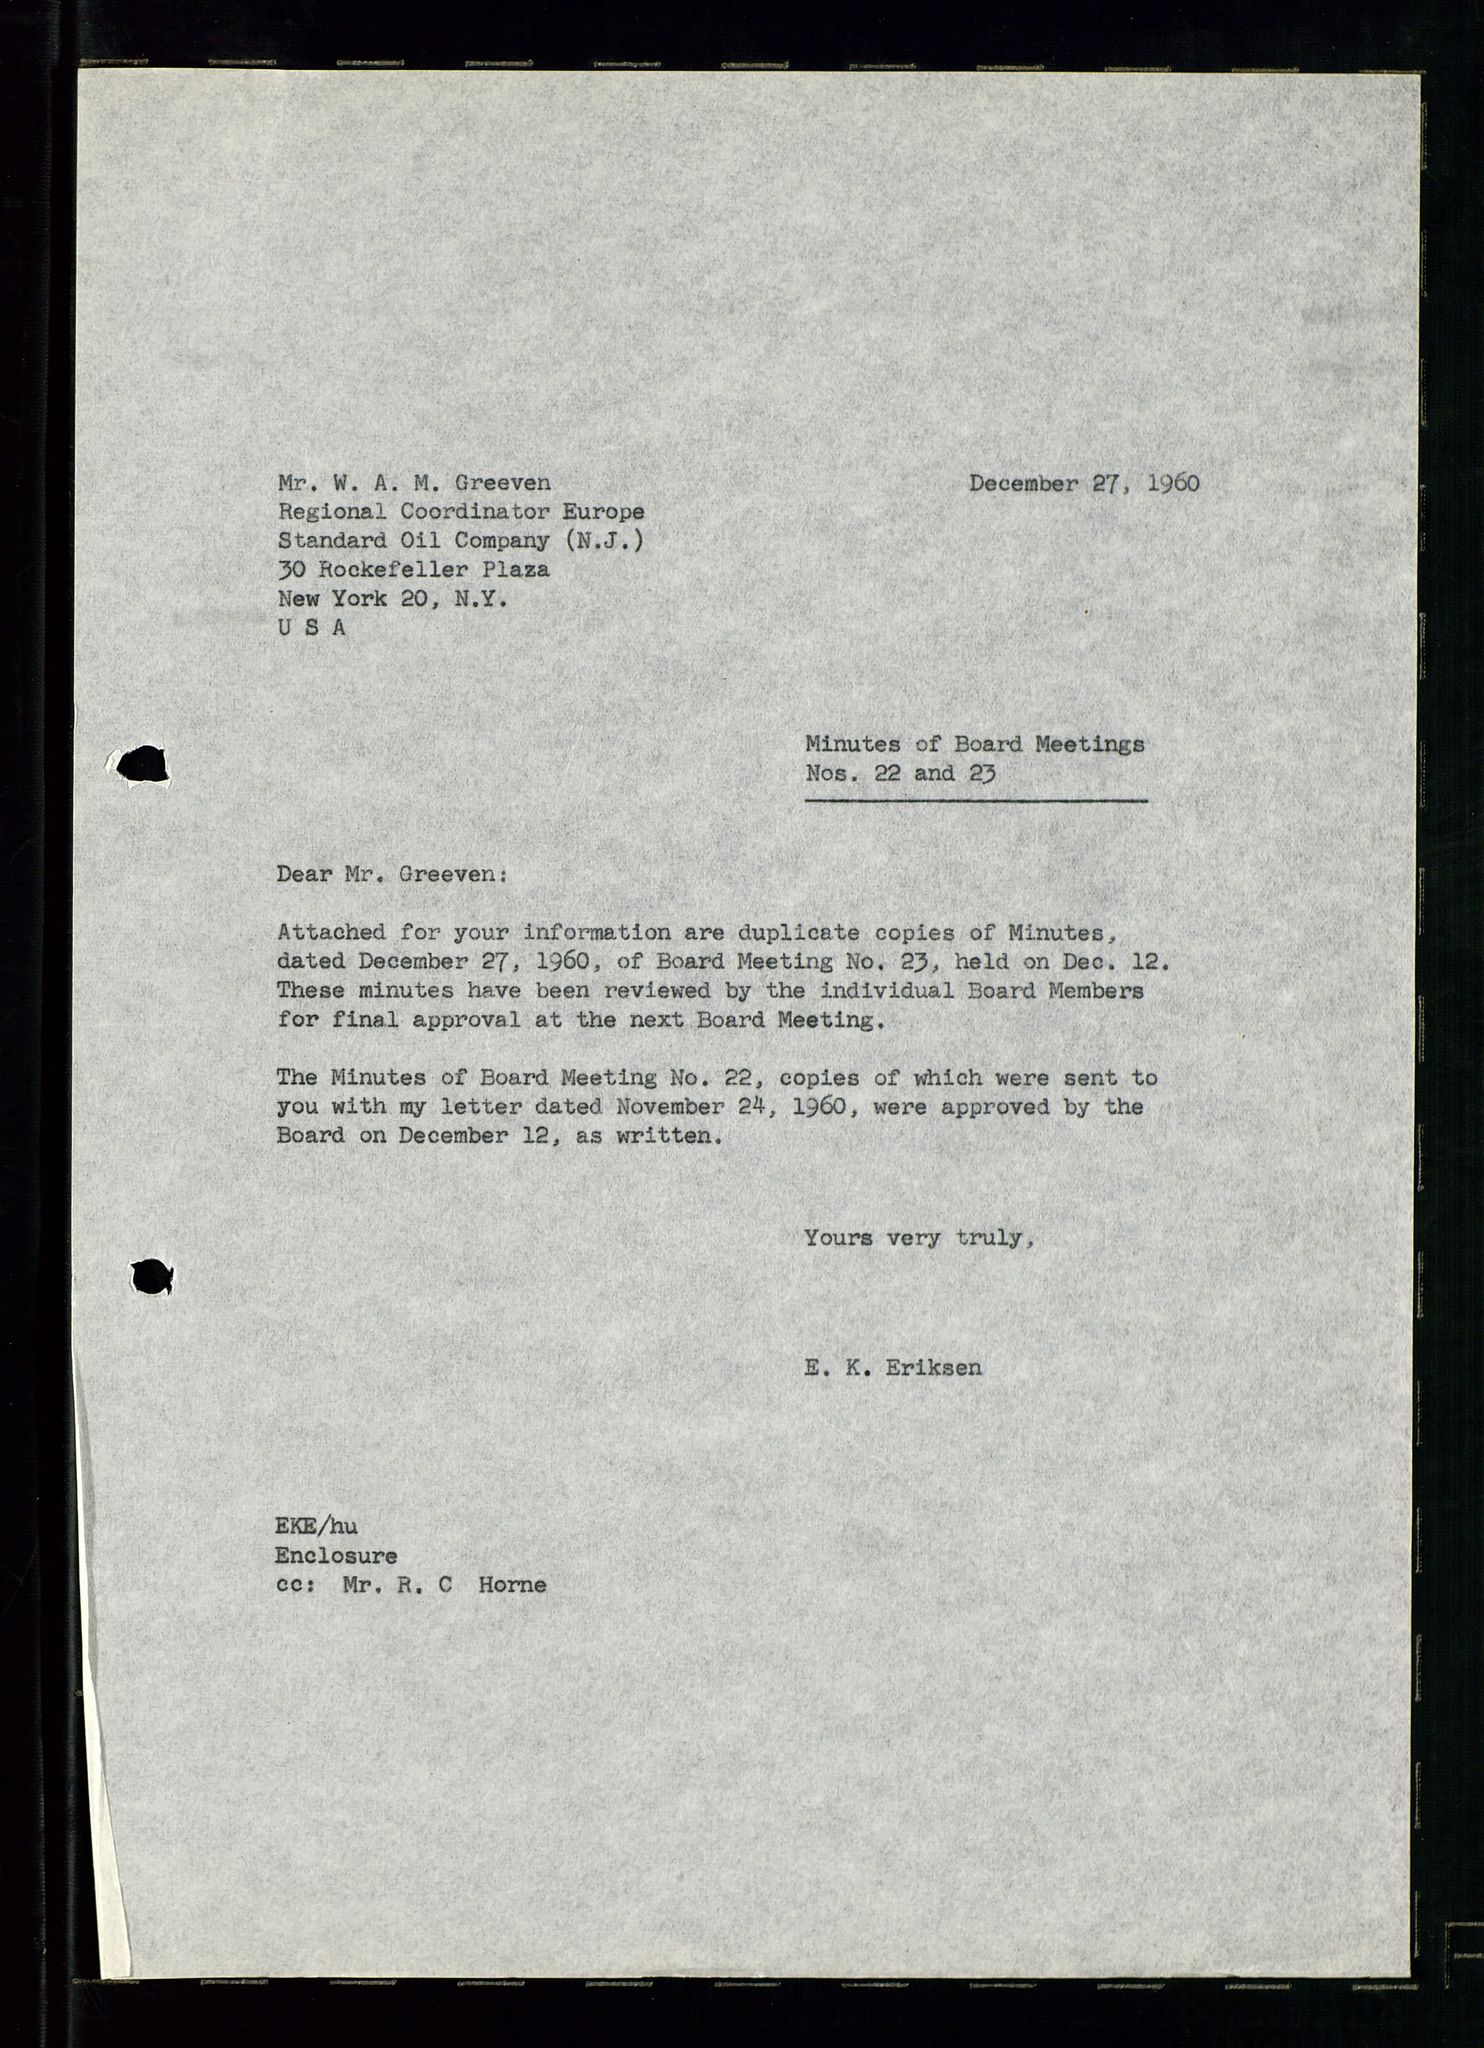 Mr. W. A. M. Greeven
December 27, 1960
Regional Coordinator Europe
Standard Oil Company (N.J.)
30 Rockefeller Plaza
New York 20, N.Y.
U S A
Minutes of Board Meetings
Nos. 22 and 23
Dear Mr. Greeven:
Attached for your information are duplicate copies of Minutes,
dated December 27, 1960, of Board Meeting No. 23, held on Dec. 12.
These minutes have been reviewed by the individual Board Members
for final approval at the next Board Meeting.
The Minutes of Board Meeting No. 22, copies of which were sent to
you with my letter dated November 24, 1960, were approved by the
Board on December 12, as written.
Yours very truly,
E. K. Eriksen
EKE/hu
Enclosure
cc: Mr. R. C Horne